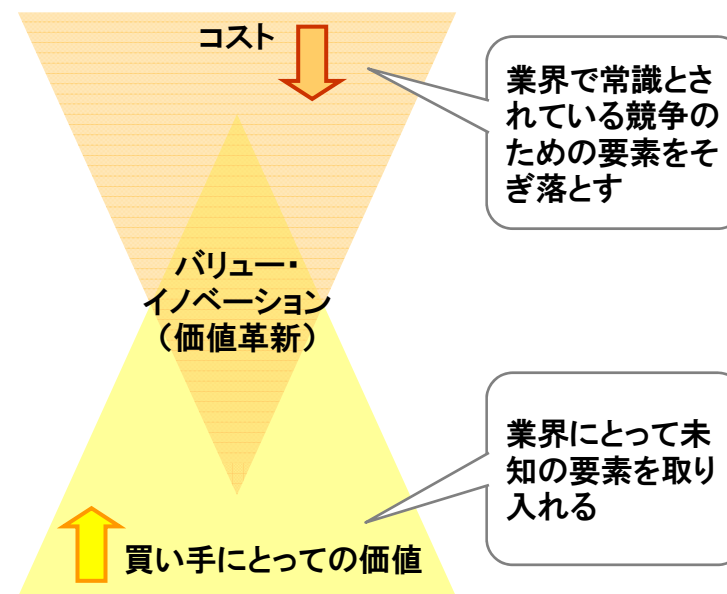 コスト
業界で常識とさ
れている競争の
ための要素をそ
ぎ落とす
バリュー・
イノベーション
（価値革新）
業界にとって未
知の要素を取り
入れる
買い手にとっての価値